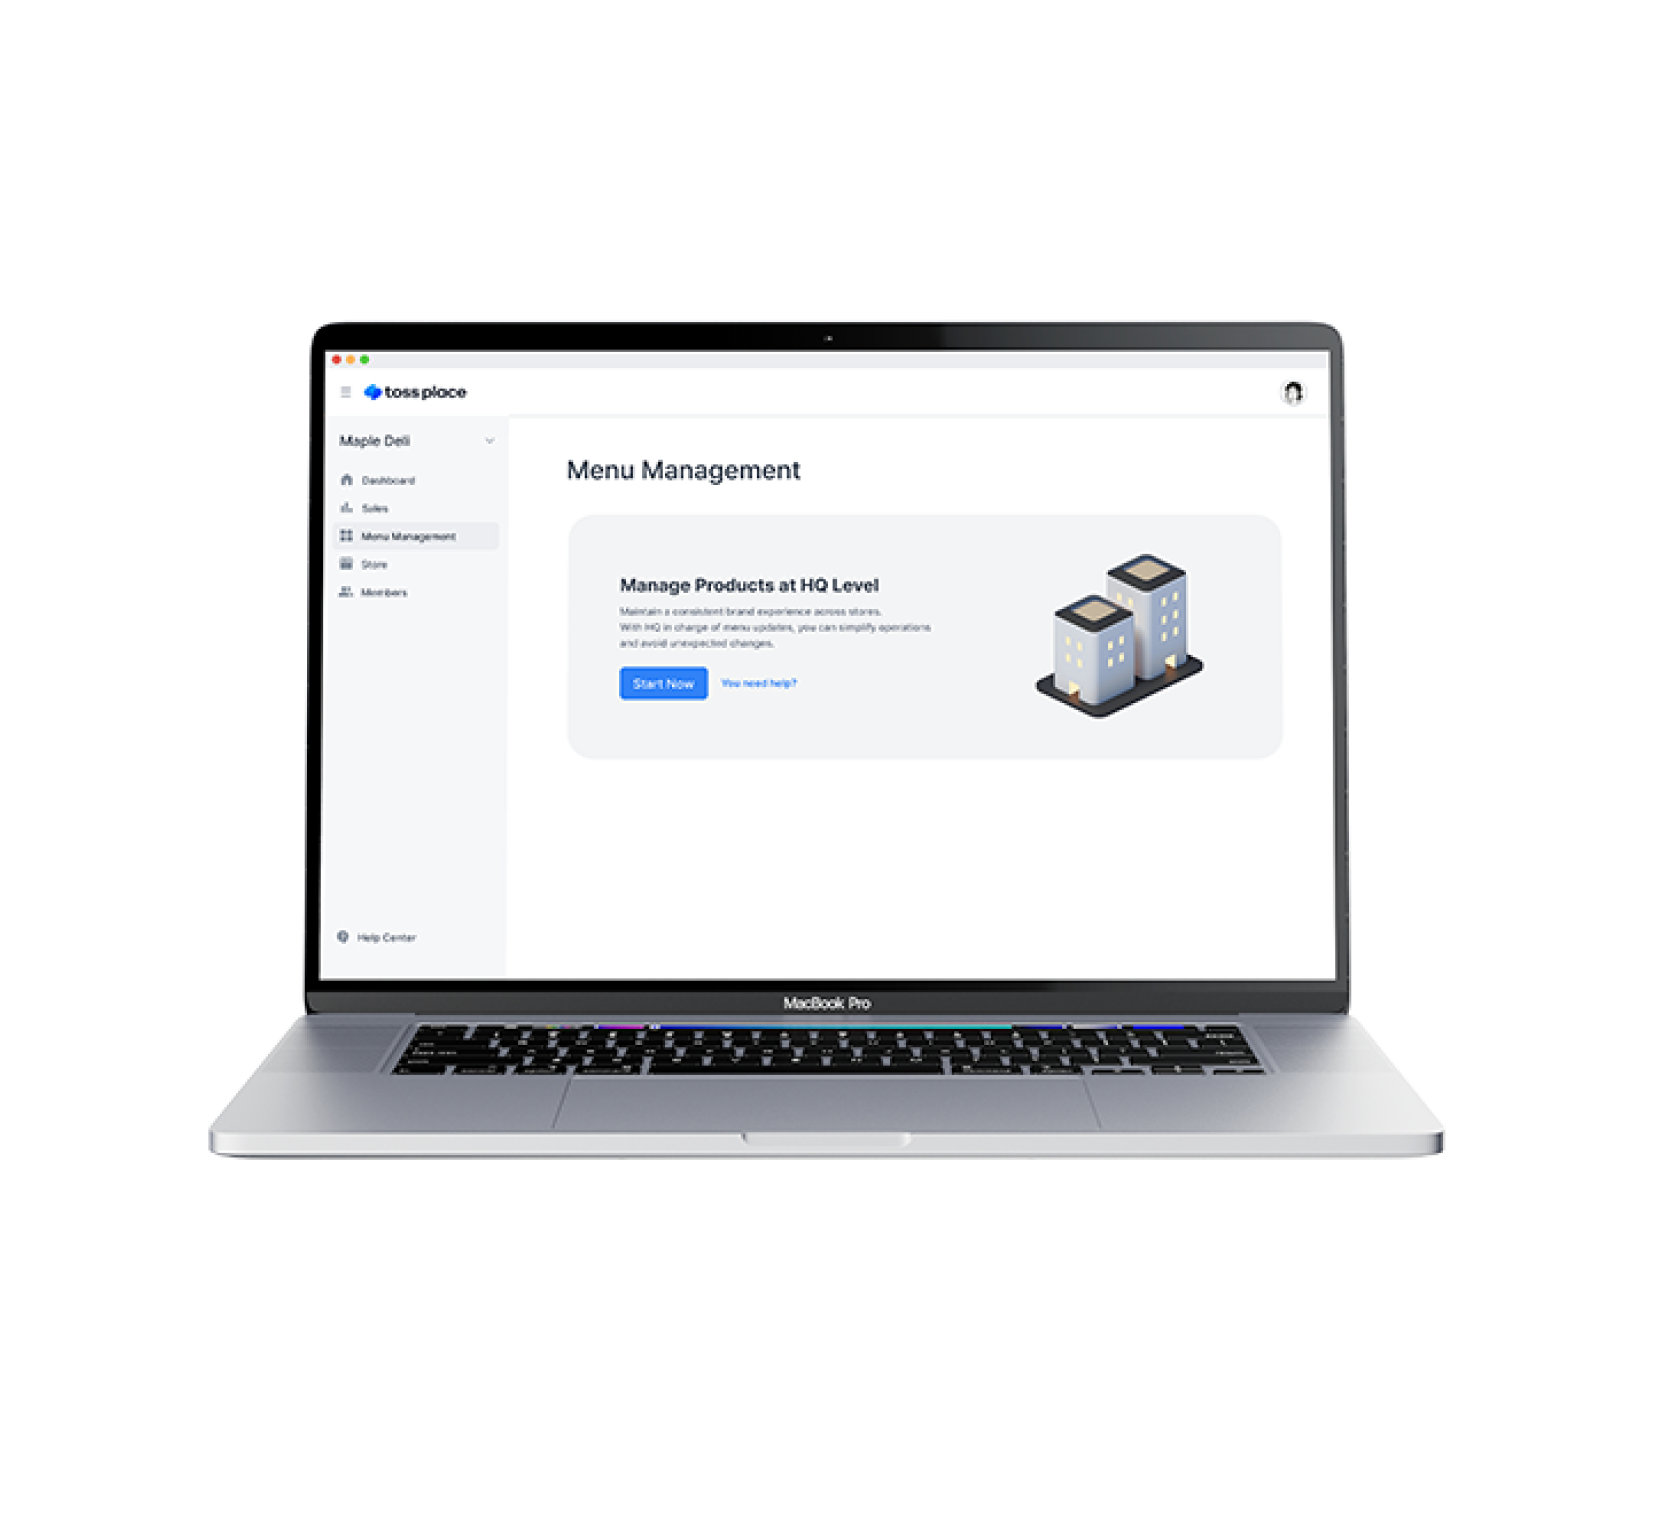 tossplace
Maple Deli
Dashboard
Sales
Menu Management
Store
Members
Help Center
Menu Management
Manage Products at HQ Level
Maintain a consistent brand experience across stores.
With HQ in charge of menu updates, you can simplify operations
and avoid unexpected changes.
Start Now
You need help?
MacBook Pro